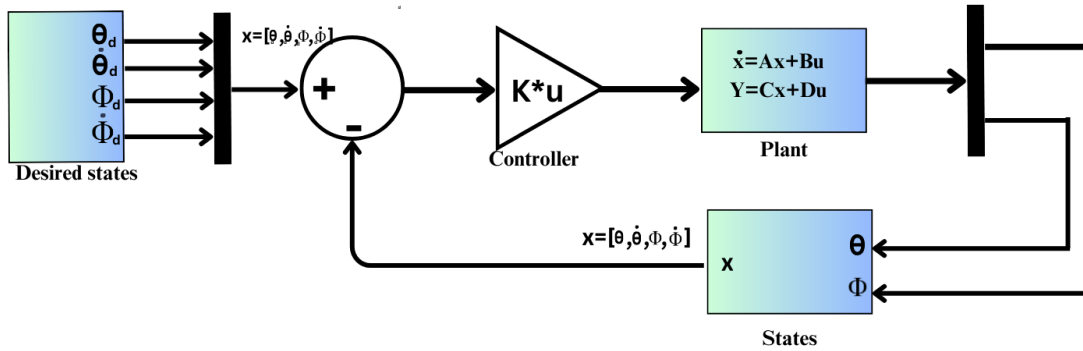 θd
θ̇d
Φd
Φ̇d
Desired states
x=[θ,θ̇,Φ,Φ̇]
+
-
K*u
Controller
ẋ=Ax+Bu
Y=Cx+Du
Plant
x=[θ,θ̇,Φ,Φ̇]
x
θ
Φ
States